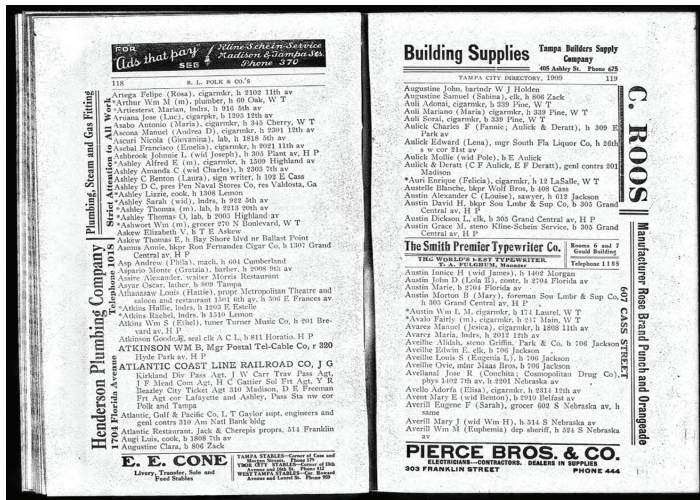 FOR
Ads that pay
SEE
Kline-Schein-Service
Madison & Tampa Sts.
Phone 370
118 R. L. POLK & CO.'S
Artega Felipe (Rosa), cigarmkr, h 2102 11th av
*Arthur Wm M (m), plumber, h 60 Oak, W T
*Artiesterst Marian, lndrs, h 916 5th av
Aruana Jose (Luz), cigarpkr, h 1205 12th av
Asabo Antonio (Maria), cigarmkr, h 345 Cherry, W T
Ascona Manuel (Andrea D), cigarmkr, h 2301 12th av
Ascuri Nicola (Giovenina), lab, h 1818 5th av
Asebal Francisco (Emelia), cigarmkr, h 2021 11th av
Ashbrook Johnnie L (wid Joseph), h 305 Plant av, H P
*Ashley Alfred E (m), cigarmkr, h 1509 Highland av
Ashley Amanda C (wid Charles), h 2303 7th av
Ashley C Benton (Laura), sign writer, h 102 E Cass
Ashley D C, pres Pen Naval Stores Co, res Valdosta, Ga
*Ashley Lizzie, cook, h 1308 Lemon
*Ashley Sarah (wid), lndrs, h 922 5th av
*Ashley Thomas (m), lab, h 2213 20th av
*Ashley Thomas O, lab, h 2005 Highland av
*Ashwort Wm (m), grocer 270 N Boulevard, W T
Askew Elizabeth V, h T E Askew
Askew Thomas E, h Bay Shore blvd nr Ballast Point
Asmus Annie, bkpr Ron Fernandez Cigar Co, h 1307 Grand
Central av, H P
Asp Andrew (Phila), mach, h 604 Cumberland
Aspario Monte (Gratzia), barber, h 2008 9th av
Assire Alexander, waiter Morris Restaurant
Asyar Oscar, lather, h 809 Tampa
Athanasaw Louis (Hattie), propr Metropolitan Theatre and
saloon and restaurant 1501 6th av, h 306 E Frances av
*Atkins Hallie, lndrs, h 1203 E Estelle
*Atkins Rachel, lndrs, h 1510 Lemon
Atkins Wm S (Ethel), tuner Turner Music Co, h 201 Bre-
vard av, H P
Atkinson Goode E, seal clk A C L, b 811 Horatio, H P
ATKINSON WM B, Mgr Postal Tel-Cable Co, r 320
Hyde Park av, H P
ATLANTIC COAST LINE RAILROAD CO, J G
Kirkland Div Pass Agt, J V Carr Trav Pass Agt,
J F Mead Com Agt, H C Gattier Sol Frt Agt, Y R
Beazley City Tkt Agt 310 Madison, D E Freeman
Frt Agt cor Lafayette and Ashley, Pass Sta nw cor
Polk and Tampa
Atlantic, Gulf & Pacific Co, L T Gaylor supt, engineers and
genl contrs 310 Am Natl Bank bldg
Atlantic Restaurant, Jack & Cherepis proprs, 514 Franklin
Augi Luis, cook, h 1808 7th av
Augustine Clara, b 806 Zack
Plumbing, Steam and Gas Fitting
Strict Attention to All Work
Henderson Plumbing Company
1704 Florida Avenue Telephone 1018
E. E. CONE
Livery, Transfer, Sale and
Feed Stables
TAMPA STABLES—Corner of Cass and
Morgan Streets. Phone 179
YBOR CITY STABLES—Corner of 18th
Avenue and 16th St. Phone 612
WEST TAMPA STABLES—Cor. Howard
Avenue and Laurel St. Phone 959
Building Supplies
Tampa Builders Supply
Company
405 Ashley St. Phone 675
TAMPA CITY DIRECTORY, 1909 119
Augustine John, bartndr W J Holden
Augustine Samuel (Sabina), clk, h 806 Zack
Auli Adonai, cigarmkr, b 339 Pine, W T
Auli Mariano (Maria) cigarmkr, h 339 Pine, W T
Auli Sorai, cigarmkr, b 339 Pine, W T
Aulick Charles F (Fannie; Aulick & Deratt), h 309 E
Park av
Aulick Edward (Lena), mgr South Fla Liquor Co, h 26th
s w cor 21st av
Aulick Mollie (wid Pole), h E Aulick
Aulick & Deratt (C F Aulick, E F Deratt), genl contrs 201
Madison
*Auri Enrique (Felicia), cigarmkr, h 12 LaSalle, W T
Austelle Blanche, bkpr Wolf Bros, b 408 Cass
Austin Alexander C (Louise), sawyer, h 612 Jackson
Austin David H, bkpr Sou Lmbr & Sup Co, b 305 Grand
Central av, H P
Austin Dickson L, clk, b 305 Grand Central av, H P
Austin Grace M, steno Kline-Schein Service, b 305 Grand
Central av, H P
The Smith Premier Typewriter Co.
THE WORLD'S BEST TYPEWRITER
T. A. FULGHUM, Manager
Rooms 6 and 7
Gould Building
Telephone 1185
Austin Innice H (wid James), h 1402 Morgan
Austin John D (Lola B), contr, h 2704 Florida av
Austin Marie, b 2704 Florida av
Austin Morton B (Mary), foreman Sou Lmbr & Sup Co,
h 305 Grand Central av, H P
*Austin Wm L M, cigarmkr, b 174 Laurel, W T
*Avalo Fairly (m), cigarmkr, h 247 Main, W T
Avarez Manuel (Jesica), cigarmkr, h 1808 11th av
Avarez Maria, lndrs, h 2012 12th av
Aveilhe Alidah, steno Griffin, Park & Co, b 706 Jackson
Aveilhe Edwin E, clk, b 706 Jackson
Aveilhe Louis S (Eugenia L), h 706 Jackson
Aveilhe Ovie, mlnr Maas Bros, b 706 Jackson
Avellanal Jose R (Conchita; Cosmopolitan Drug Co),
phys 1402 7th av, h 2201 Nebraska av
Avello Adorfa (Elisa), cigarmkr, h 2314 12th av
Avent Mary E (wid Benton), h 2910 Belfast av
Averill Eugene F (Sarah), grocer 602 S Nebraska av, h
same
Averill Mary J (wid Wm H), h 514 S Nebraska av
Averill Wm M (Euphemia) dep sheriff, h 524 S Nebraska
av
C. ROOS
Manufacturer Ross Brand Punch and Orangeade
607 CASS STREET
PIERCE BROS. & CO.
ELECTRICIANS—CONTRACTORS. DEALERS IN SUPPLIES
303 FRANKLIN STREET PHONE 444